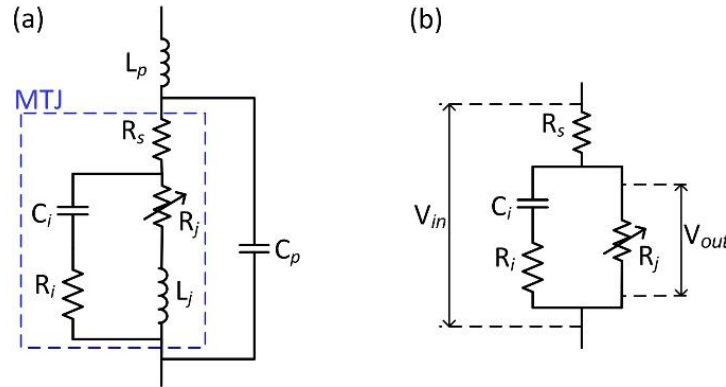 (a)
L_p
MTJ
R_s
C_i
R_j
C_p
R_i
L_j
(b)
R_s
V_in
C_i
V_out
R_i
R_j